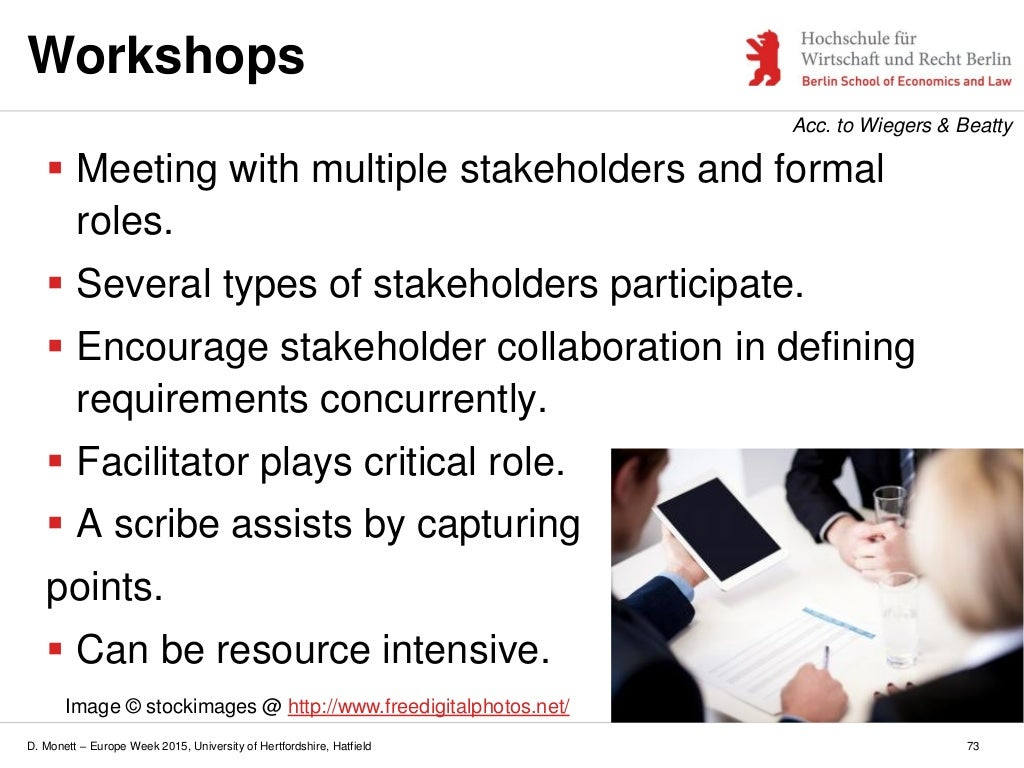 Workshops
Hochschule für
Wirtschaft und Recht Berlin
Berlin School of Economics and Law
Acc. to Wiegers & Beatty
▪ Meeting with multiple stakeholders and formal
roles.
▪ Several types of stakeholders participate.
▪ Encourage stakeholder collaboration in defining
requirements concurrently.
▪ Facilitator plays critical role.
▪ A scribe assists by capturing
points.
▪ Can be resource intensive.
Image © stockimages @ http://www.freedigitalphotos.net/
D. Monett – Europe Week 2015, University of Hertfordshire, Hatfield
73